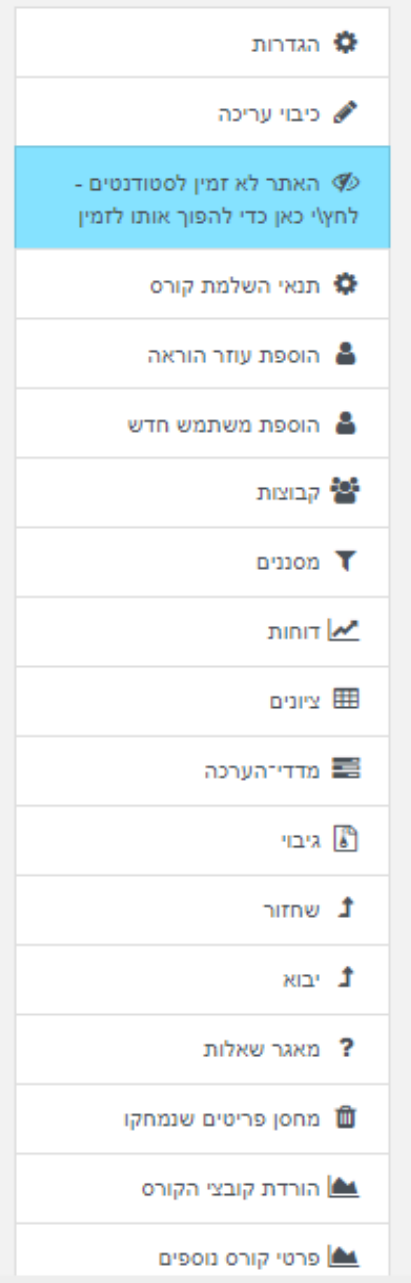 הגדרות
כיבוי עריכה
האתר לא זמין לסטודנטים -
לחץ\י כאן כדי להפוך אותו לזמין
תנאי השלמת קורס
הוספת עוזר הוראה
הוספת משתמש חדש
קבוצות
מסננים
דוחות
ציונים
מדדי־הערכה
גיבוי
שחזור
יבוא
מאגר שאלות
מחסן פריטים שנמחקו
הורדת קובצי הקורס
פרטי קורס נוספים